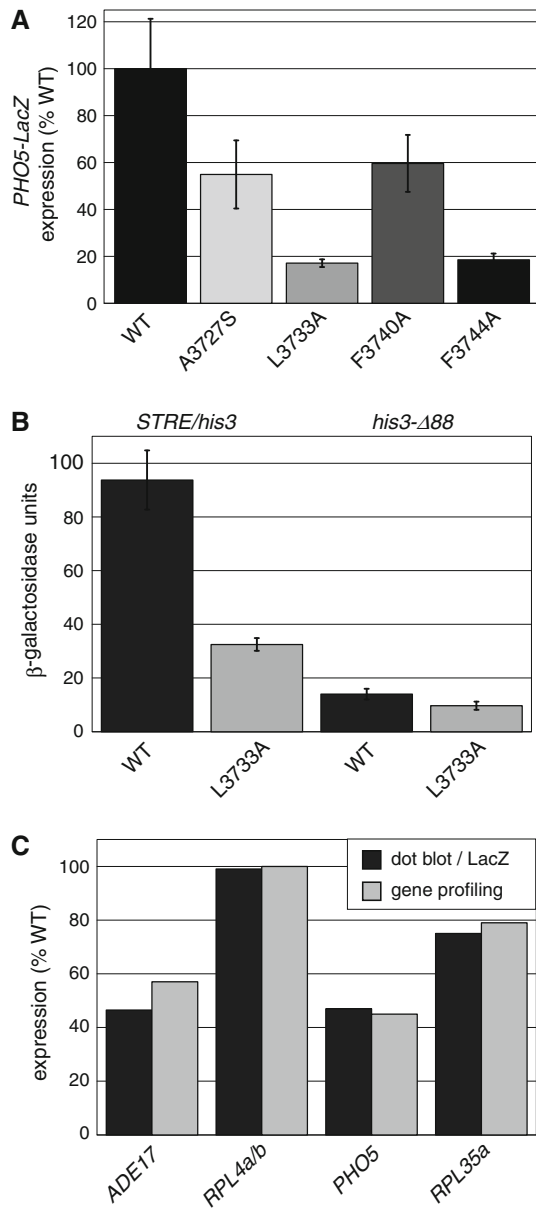 A
PHO5-LacZ
expression (% WT)
120
100
80
60
40
20
0
WT
A3727S
L3733A
F3740A
F3744A
B
STRE/his3
his3-Δ88
β-galactosidase units
100
80
60
40
20
0
WT
L3733A
WT
L3733A
C
dot blot / LacZ
gene profiling
expression (% WT)
100
80
60
40
20
0
ADE17
RPL4a/b
PHO5
RPL35a